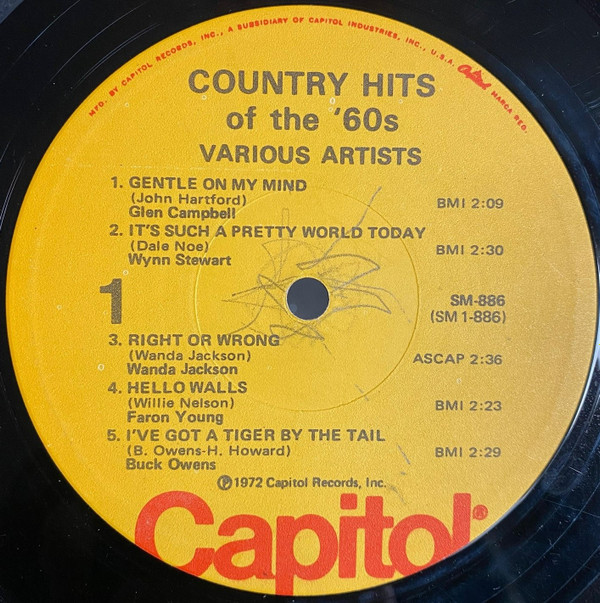 MFD. BY CAPITOL RECORDS, INC., A SUBSIDIARY OF CAPITOL INDUSTRIES, INC., U.S.A. Capitol MARCA REG.
COUNTRY HITS
of the '60s
VARIOUS ARTISTS
1. GENTLE ON MY MIND
(John Hartford) BMI 2:09
Glen Campbell
2. IT'S SUCH A PRETTY WORLD TODAY
(Dale Noe) BMI 2:30
Wynn Stewart
1
SM-886
(SM 1-886)
3. RIGHT OR WRONG
(Wanda Jackson) ASCAP 2:36
Wanda Jackson
4. HELLO WALLS
(Willie Nelson) BMI 2:23
Faron Young
5. I'VE GOT A TIGER BY THE TAIL
(B. Owens-H. Howard) BMI 2:29
Buck Owens
Ⓟ1972 Capitol Records, Inc.
Capitol®